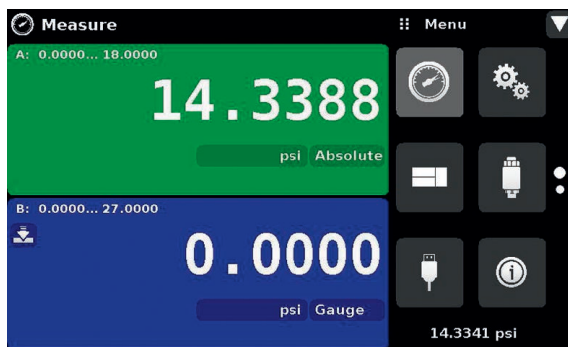 Measure
Menu
A: 0.0000... 18.0000
14.3388
psi Absolute
B: 0.0000... 27.0000
0.0000
psi Gauge
14.3341 psi